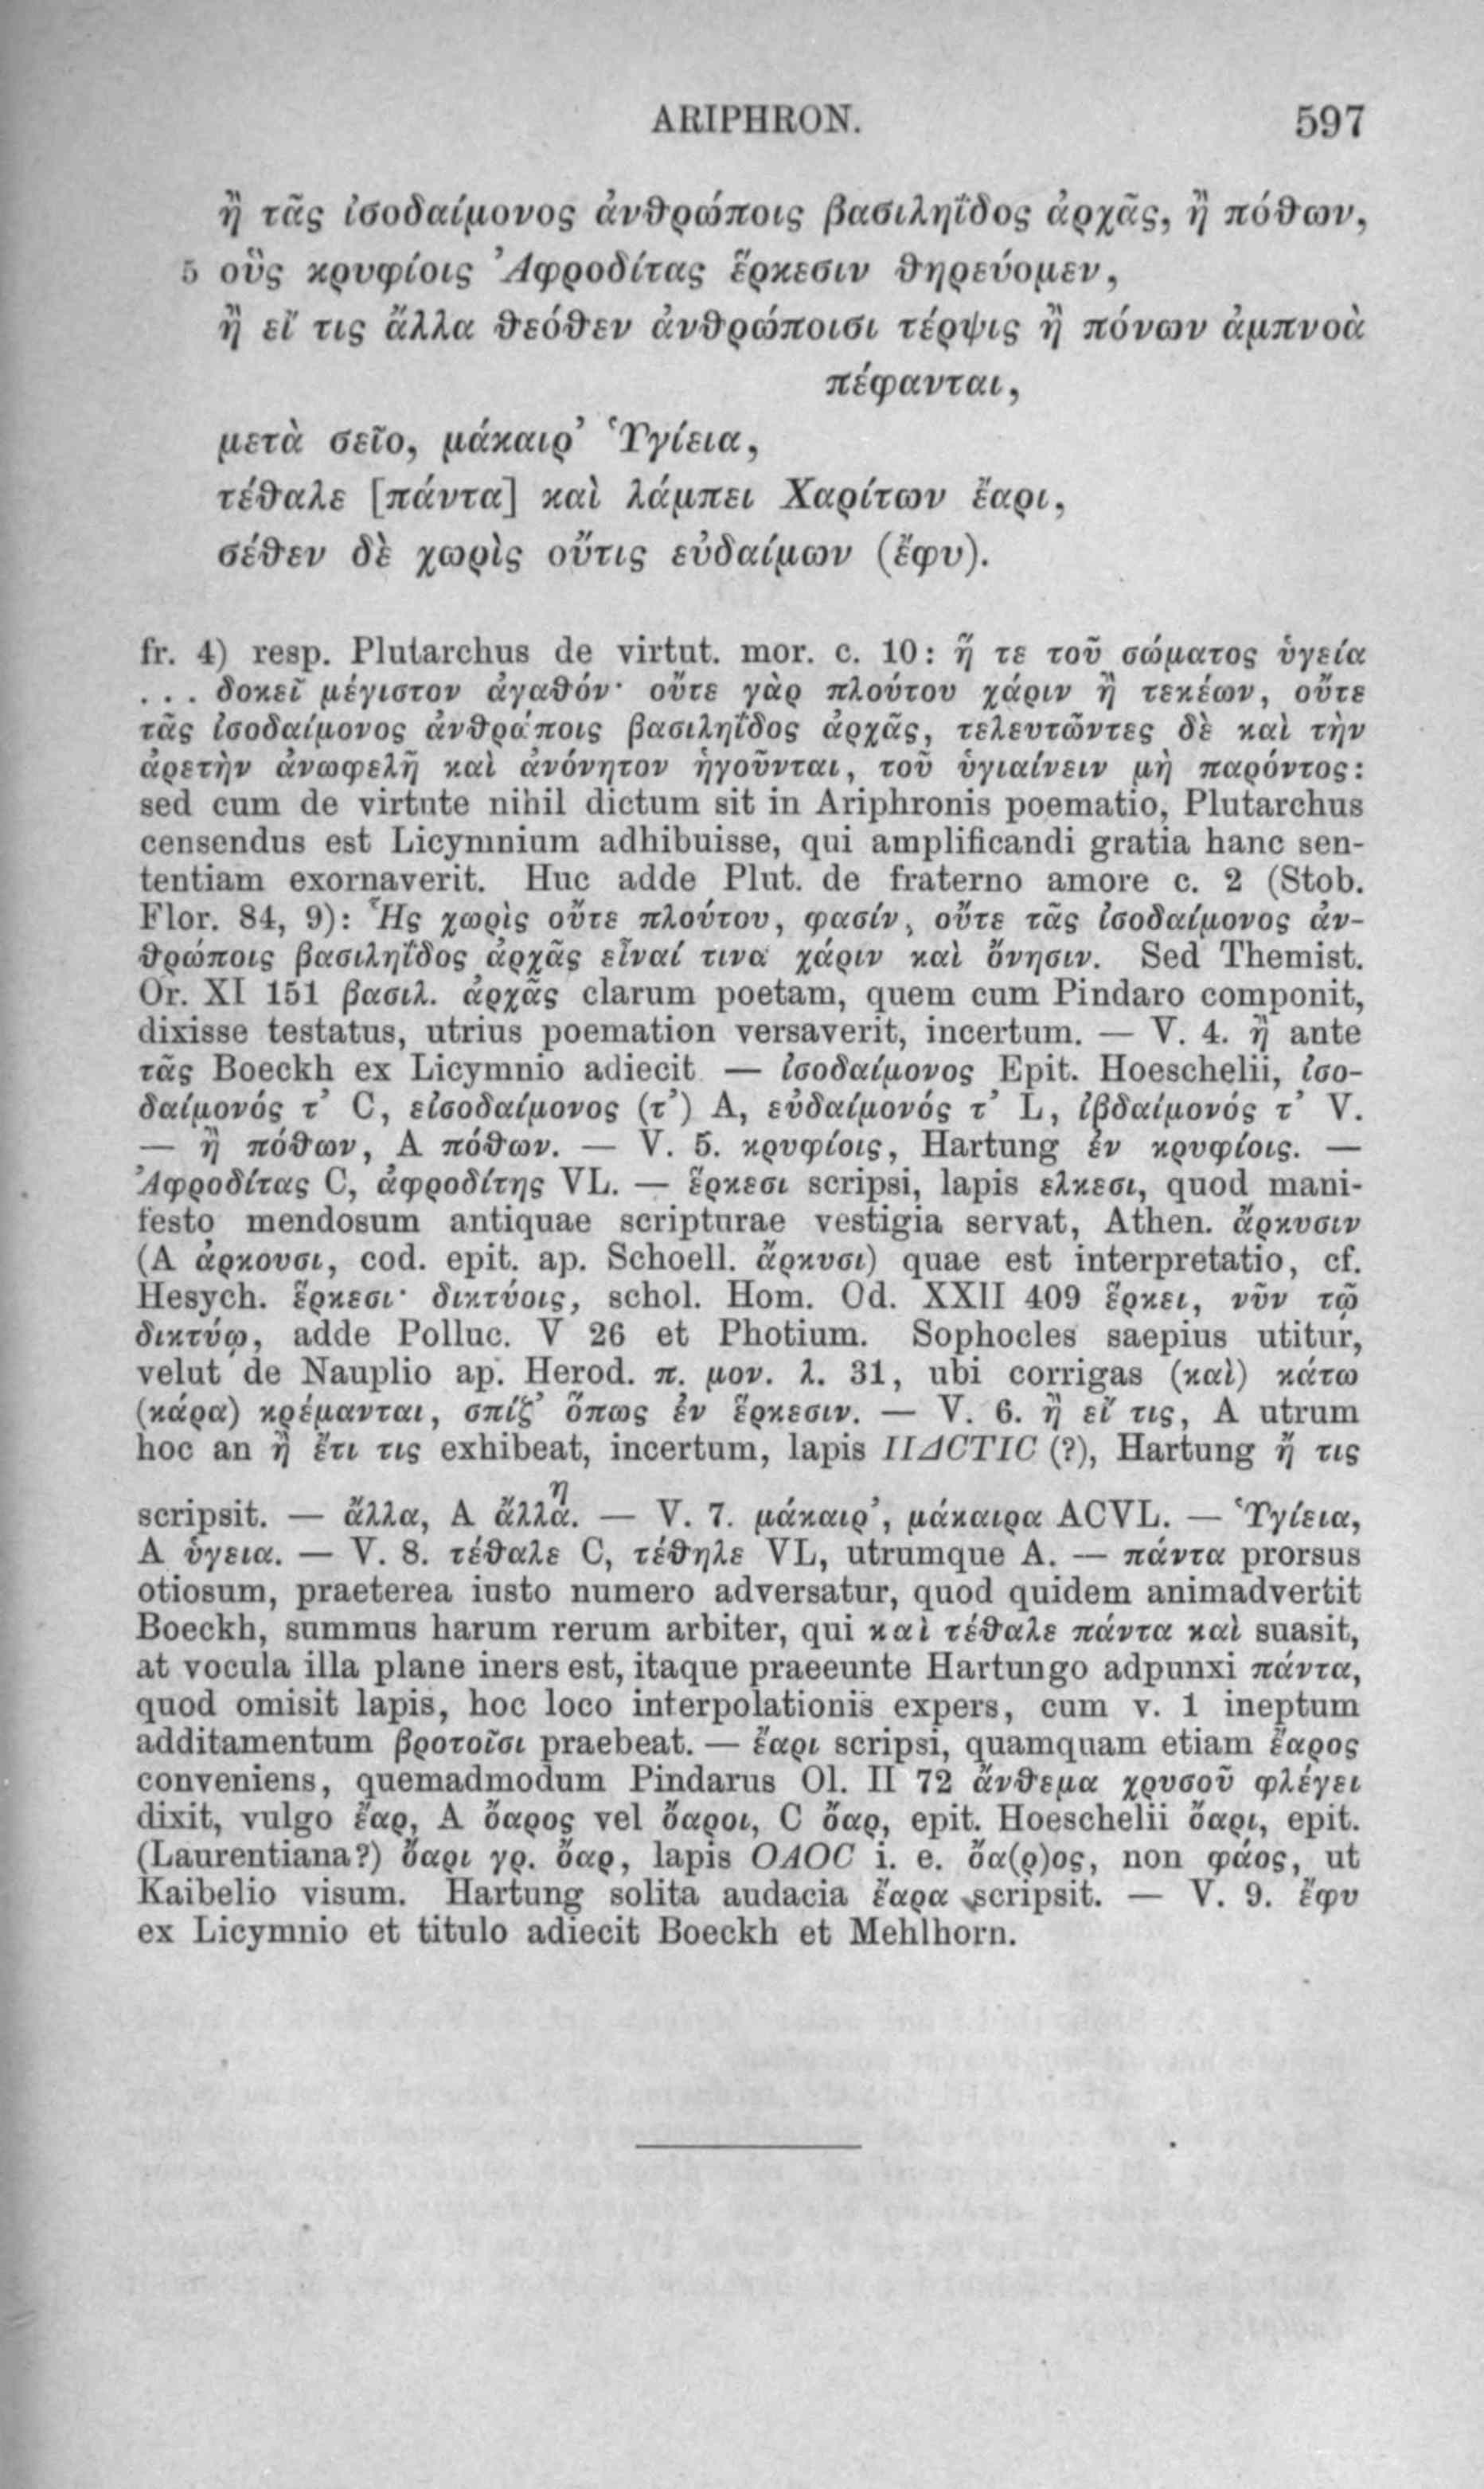 ARIPHRON. 597
ἢ τᾶς ἰσοδαίμονος ἀνθρώποις βασιληΐδος ἀρχᾶς, ἢ πόθων,
5 οὓς κρυφίοις Ἀφροδίτας ἕρκεσιν θηρεύομεν,
ἢ εἴ τις ἄλλα θεόθεν ἀνθρώποισι τέρψις ἢ πόνων ἀμπνοὰ
πέφανται,
μετὰ σεῖο, μάκαιρ’ Ὑγίεια,
τέθαλε [πάντα] καὶ λάμπει Χαρίτων ἔαρι,
σέθεν δὲ χωρὶς οὔτις εὐδαίμων (ἔφυ).
fr. 4) resp. Plutarchus de virtut. mor. c. 10: ἥ τε τοῦ σώματος ὑγεία
. . . δοκεῖ μέγιστον ἀγαθόν· οὔτε γὰρ πλούτου χάριν ἢ τεκέων, οὔτε
τᾶς ἰσοδαίμονος ἀνθρώποις βασιληΐδος ἀρχᾶς, τελευτῶντες δὲ καὶ τὴν
ἀρετὴν ἀνωφελῆ καὶ ἀνόνητον ἡγοῦνται, τοῦ ὑγιαίνειν μὴ παρόντος:
sed cum de virtute nihil dictum sit in Ariphronis poematio, Plutarchus
censendus est Licymnium adhibuisse, qui amplificandi gratia hanc sen-
tentiam exornaverit. Huc adde Plut. de fraterno amore c. 2 (Stob.
Flor. 84, 9): Ἧς χωρὶς οὔτε πλούτου, φασίν, οὔτε τᾶς ἰσοδαίμονος ἀν-
θρώποις βασιληΐδος ἀρχᾶς εἶναί τινα χάριν καὶ ὄνησιν. Sed Themist.
Or. XI 151 βασιλ. ἀρχᾶς clarum poetam, quem cum Pindaro componit,
dixisse testatus, utrius poemation versaverit, incertum. — V. 4. ἢ ante
τᾶς Boeckh ex Licymnio adiecit — ἰσοδαίμονος Epit. Hoeschelii, ἰσο-
δαίμονός τ’ C, εἰσοδαίμονος (τ’) A, εὐδαίμονός τ’ L, ἰβδαίμονός τ’ V.
— ἢ πόθων, A πόθων. — V. 5. κρυφίοις, Hartung ἐν κρυφίοις. —
Ἀφροδίτας C, ἀφροδίτης VL. — ἕρκεσι scripsi, lapis ελκεσι, quod mani-
festo mendosum antiquae scripturae vestigia servat, Athen. ἄρκυσιν
(A ἀρκουσι, cod. epit. ap. Schoell. ἄρκυσι) quae est interpretatio, cf.
Hesych. ἕρκεσι· δικτύοις, schol. Hom. Od. XXII 409 ἕρκει, νῦν τῷ
δικτύῳ, adde Polluc. V 26 et Photium. Sophocles saepius utitur,
velut de Nauplio ap. Herod. π. μον. λ. 31, ubi corrigas (καὶ) κάτω
(κάρα) κρέμανται, σπίζ’ ὅπως ἐν ἕρκεσιν. — V. 6. ἢ εἴ τις, A utrum
hoc an ἢ ἔτι τις exhibeat, incertum, lapis ΙΙΔCΤΙC (?), Hartung ἤ τις
scripsit. — ἄλλα, A ἄλλα̈η. — V. 7. μάκαιρ’, μάκαιρα ACVL. — Ὑγίεια,
A ὑγεια. — V. 8. τέθαλε C, τέθηλε VL, utrumque A. — πάντα prorsus
otiosum, praeterea iusto numero adversatur, quod quidem animadvertit
Boeckh, summus harum rerum arbiter, qui καὶ τέθαλε πάντα καὶ suasit,
at vocula illa plane iners est, itaque praeeunte Hartungo adpunxi πάντα,
quod omisit lapis, hoc loco interpolationis expers, cum v. 1 ineptum
additamentum βροτοῖσι praebeat. — ἔαρι scripsi, quamquam etiam ἔαρος
conveniens, quemadmodum Pindarus Ol. II 72 ἄνθεμα χρυσοῦ φλέγει
dixit, vulgo ἔαρ, A ὄαρος vel ὄαροι, C ὄαρ, epit. Hoeschelii ὄαρι, epit.
(Laurentiana?) ὄαρι γρ. ὄαρ, lapis ΟΑΟC i. e. ὄα(ρ)ος, non φάος, ut
Kaibelio visum. Hartung solita audacia ἔαρα scripsit. — V. 9. ἔφυ
ex Licymnio et titulo adiecit Boeckh et Mehlhorn.